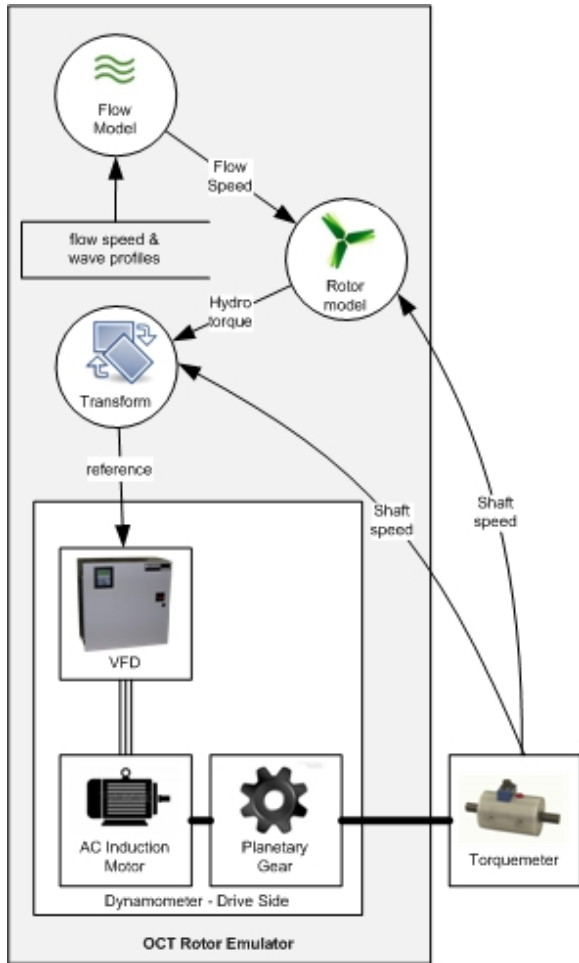 Flow
Model
Flow
Speed
flow speed &
wave profiles
Rotor
model
Hydro
torque
Transform
reference
Shaft
speed
Shaft
speed
VFD
AC Induction
Motor
Planetary
Gear
Torquemeter
Dynamometer - Drive Side
OCT Rotor Emulator